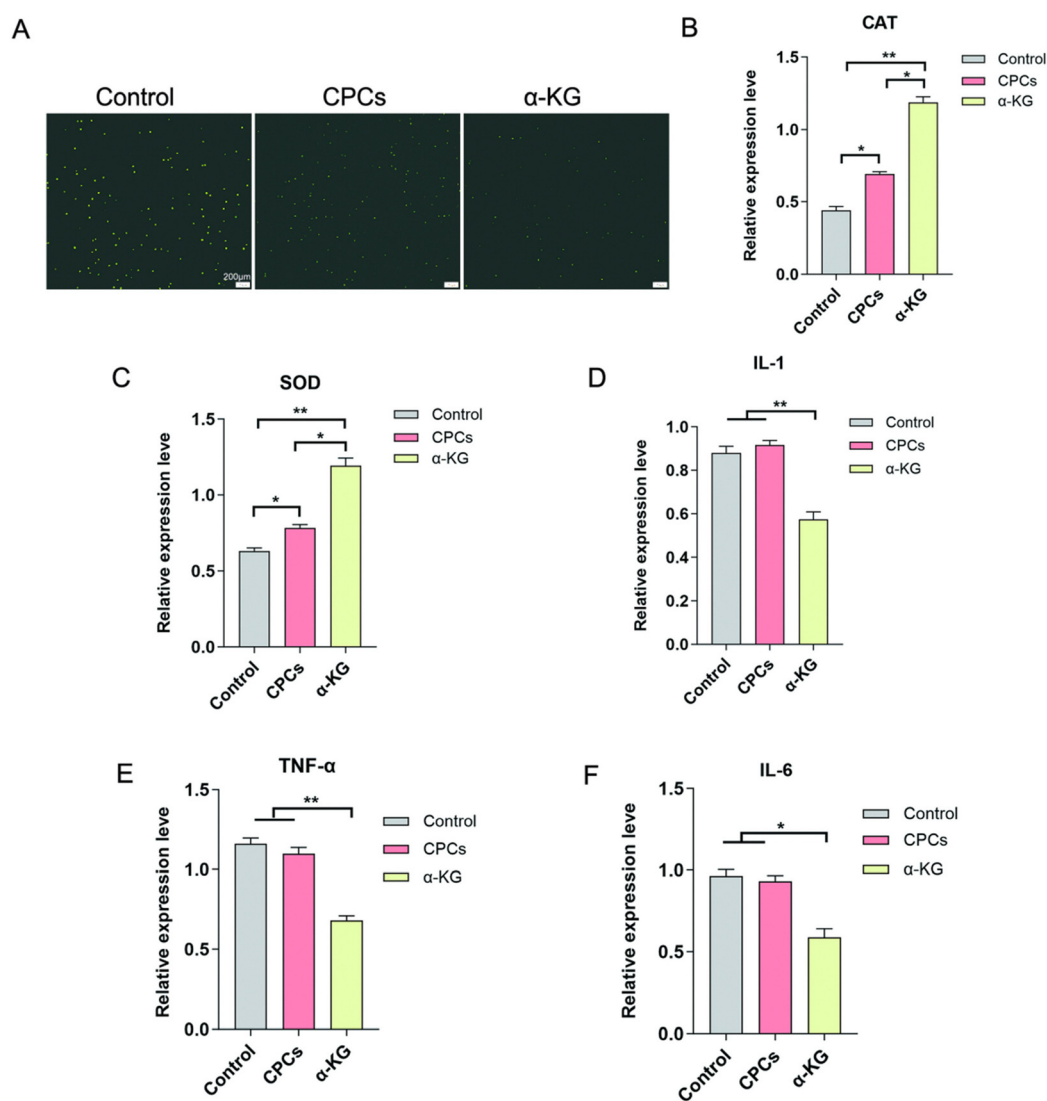 A
Control
CPCs
α-KG
200μm
B
CAT
Relative expression leve
1.5
1.0
0.5
0.0
**
*
*
Control
CPCs
α-KG
Control
CPCs
α-KG
C
SOD
Relative expression leve
1.5
1.0
0.5
0.0
**
*
*
Control
CPCs
α-KG
Control
CPCs
α-KG
D
IL-1
Relative expression leve
1.0
0.8
0.6
0.4
0.2
0.0
**
Control
CPCs
α-KG
Control
CPCs
α-KG
E
TNF-α
Relative expression leve
1.5
1.0
0.5
0.0
**
Control
CPCs
α-KG
Control
CPCs
α-KG
F
IL-6
Relative expression leve
1.5
1.0
0.5
0.0
*
Control
CPCs
α-KG
Control
CPCs
α-KG